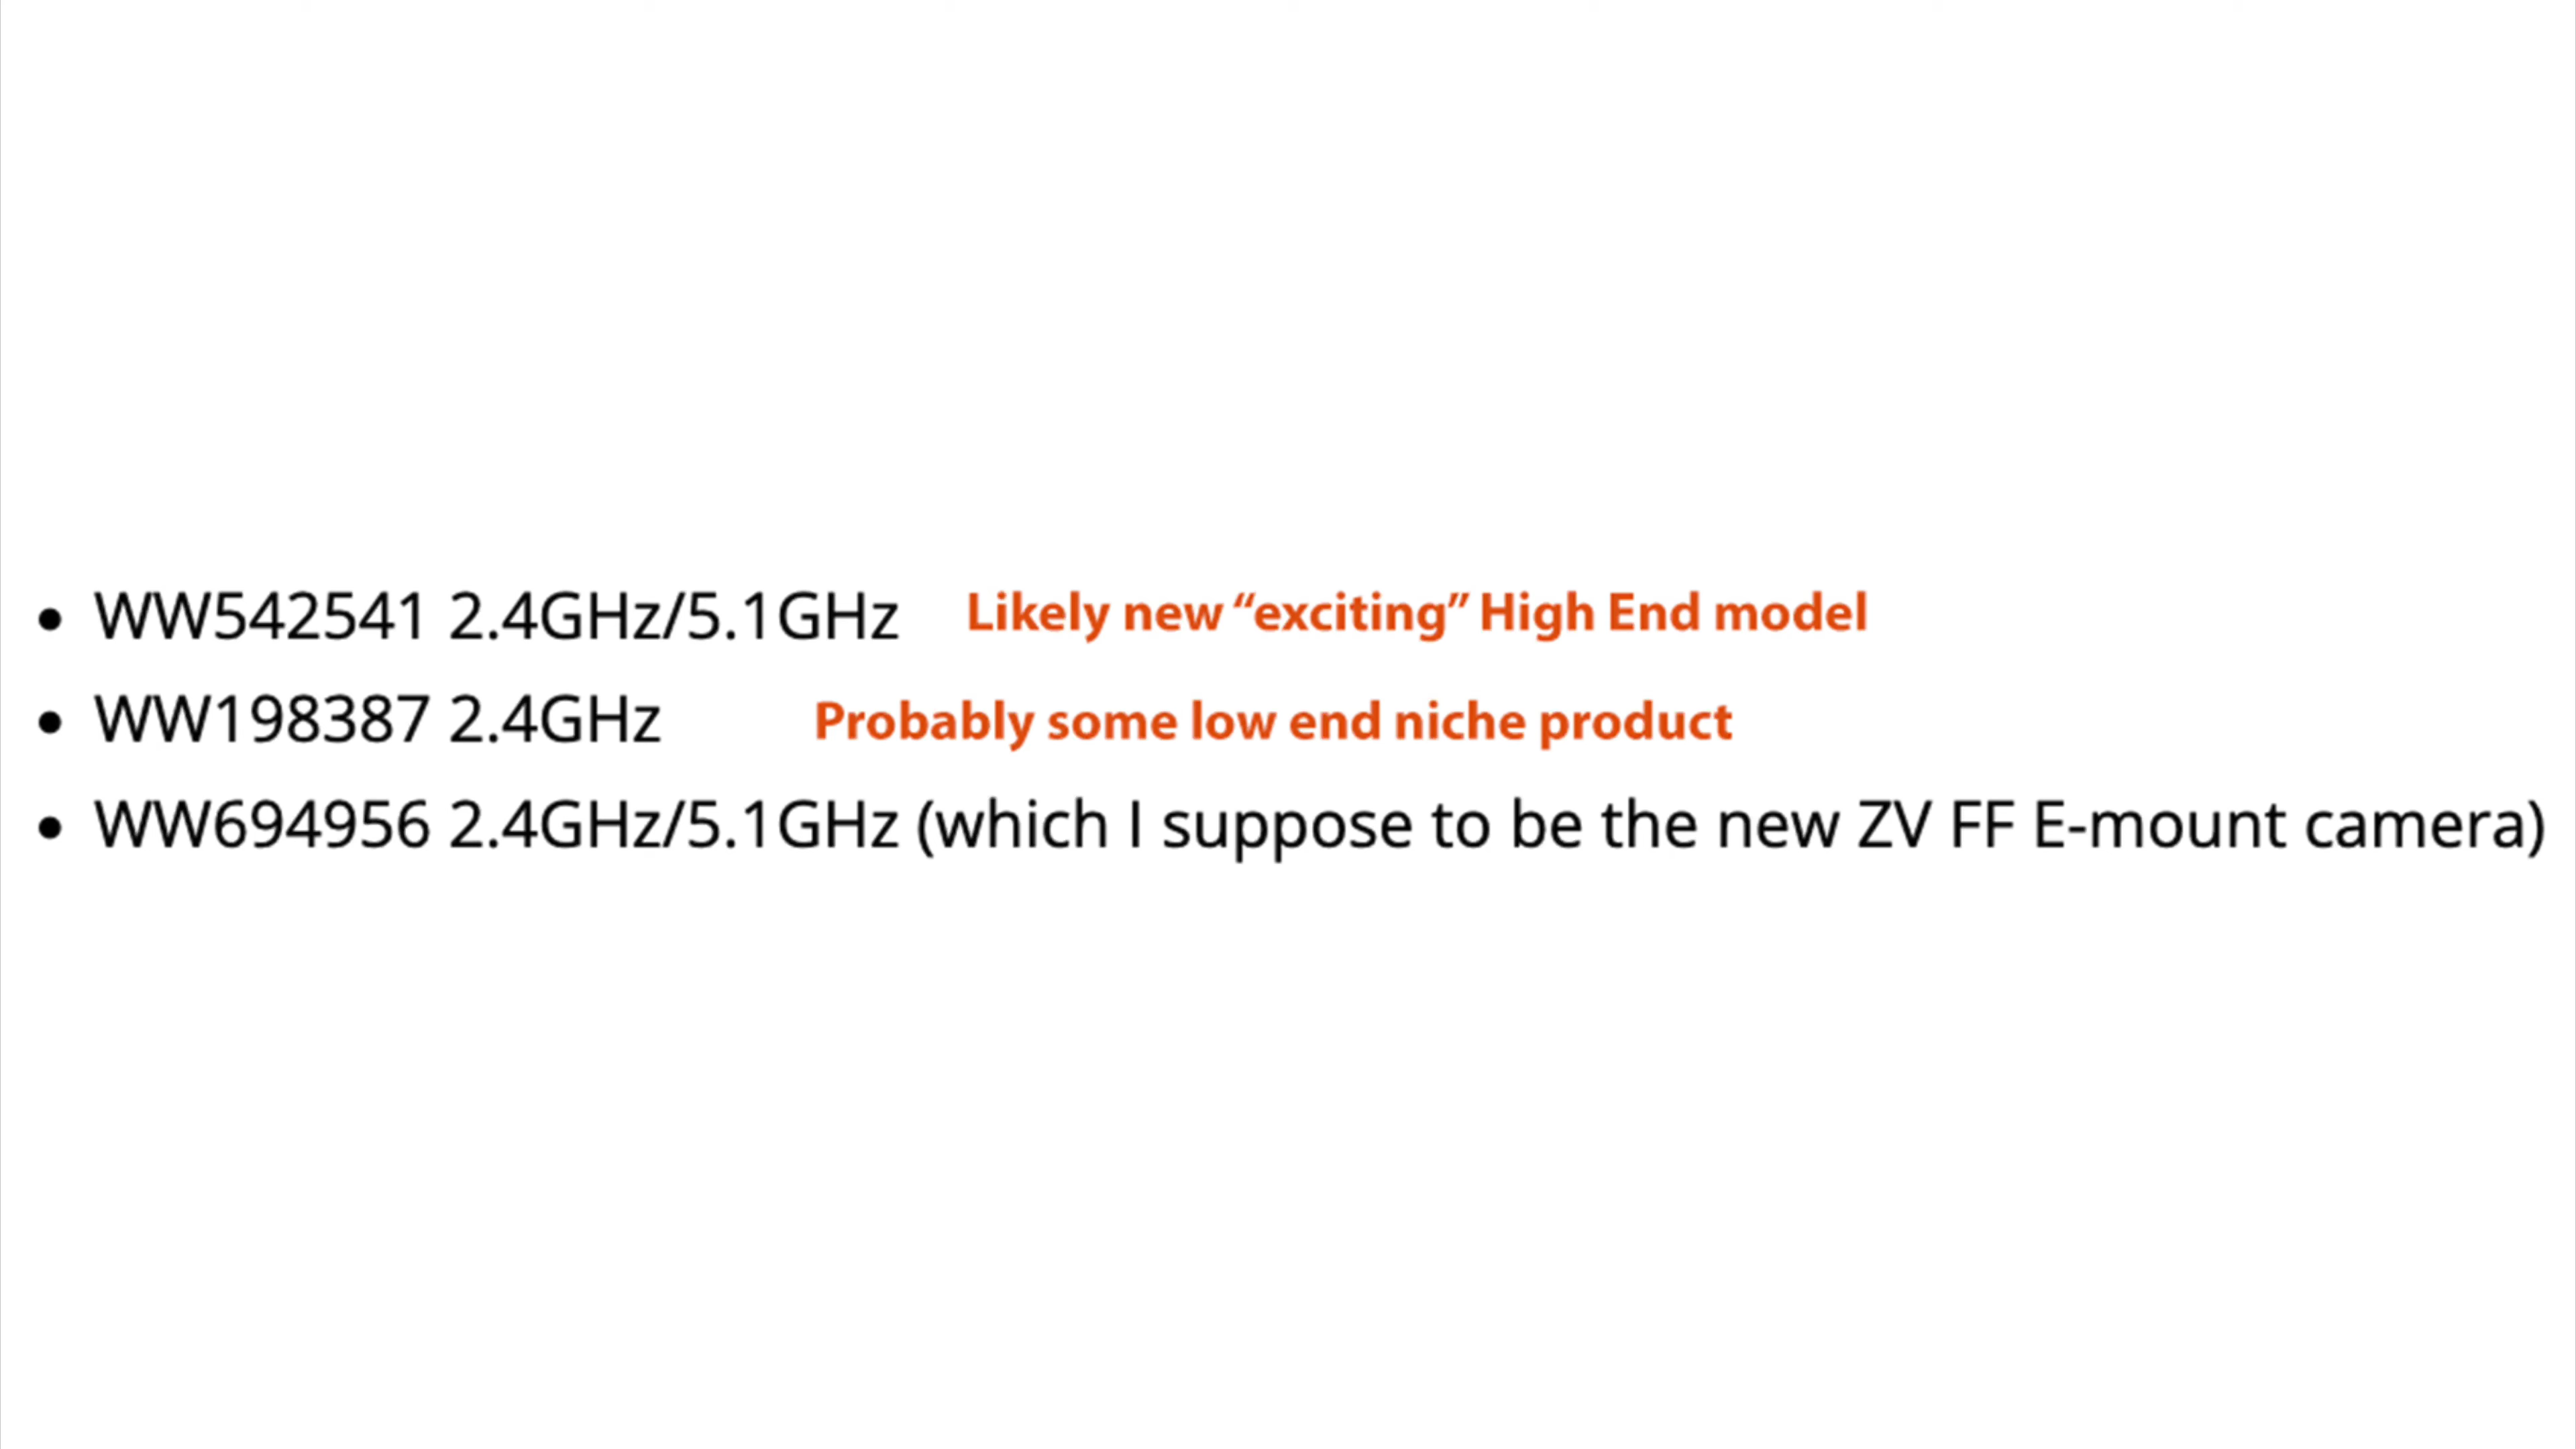 • WW542541 2.4GHz/5.1GHz Likely new “exciting” High End model
• WW198387 2.4GHz Probably some low end niche product
• WW694956 2.4GHz/5.1GHz (which I suppose to be the new ZV FF E-mount camera)